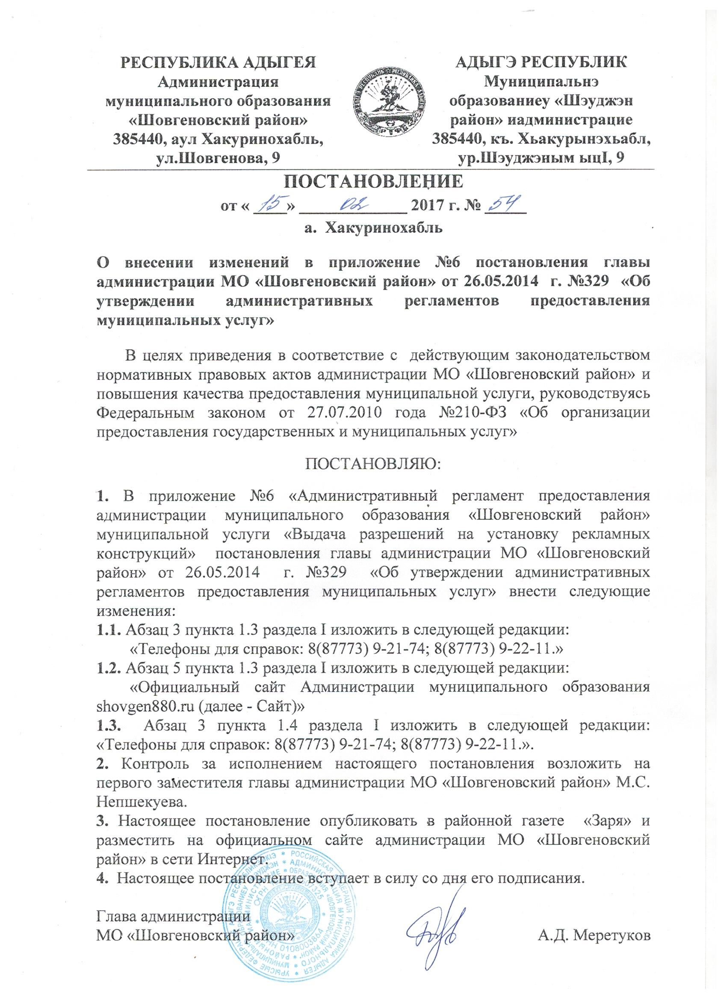 РЕСПУБЛИКА АДЫГЕЯ
Администрация
муниципального образования
«Шовгеновский район»
385440, аул Хакуринохабль,
ул.Шовгенова, 9
АДЫГЭ РЕСПУБЛИК
Муниципальнэ
образованиеу «Шэуджэн
район» иадминистрацие
385440, къ. Хьакурынэхьабл,
ур.Шэуджэным ыцI, 9
ПОСТАНОВЛЕНИЕ
от « 15 » 02 2017 г. № 54
а. Хакуринохабль
О внесении изменений в приложение №6 постановления главы
администрации МО «Шовгеновский район» от 26.05.2014 г. №329 «Об
утверждении административных регламентов предоставления
муниципальных услуг»
В целях приведения в соответствие с действующим законодательством
нормативных правовых актов администрации МО «Шовгеновский район» и
повышения качества предоставления муниципальной услуги, руководствуясь
Федеральным законом от 27.07.2010 года №210-ФЗ «Об организации
предоставления государственных и муниципальных услуг»
ПОСТАНОВЛЯЮ:
1. В приложение №6 «Административный регламент предоставления
администрации муниципального образования «Шовгеновский район»
муниципальной услуги «Выдача разрешений на установку рекламных
конструкций» постановления главы администрации МО «Шовгеновский
район» от 26.05.2014 г. №329 «Об утверждении административных
регламентов предоставления муниципальных услуг» внести следующие
изменения:
1.1. Абзац 3 пункта 1.3 раздела I изложить в следующей редакции:
«Телефоны для справок: 8(87773) 9-21-74; 8(87773) 9-22-11.»
1.2. Абзац 5 пункта 1.3 раздела I изложить в следующей редакции:
«Официальный сайт Администрации муниципального образования
shovgen880.ru (далее - Сайт)»
1.3. Абзац 3 пункта 1.4 раздела I изложить в следующей редакции:
«Телефоны для справок: 8(87773) 9-21-74; 8(87773) 9-22-11.».
2. Контроль за исполнением настоящего постановления возложить на
первого заместителя главы администрации МО «Шовгеновский район» М.С.
Непшекуева.
3. Настоящее постановление опубликовать в районной газете «Заря» и
разместить на официальном сайте администрации МО «Шовгеновский
район» в сети Интернет.
4. Настоящее постановление вступает в силу со дня его подписания.
Глава администрации
МО «Шовгеновский район»
А.Д. Меретуков
РОССИЙСКАЯ ФЕДЕРАЦИЯ РЕСПУБЛИКА АДЫГЕЯ * УРЫСЫЕ ФЕДЕРАЦИЕ
АДМИНИСТРАЦИЯ МУНИЦИПАЛЬНОГО
ОБРАЗОВАНИЯ «ШОВГЕНОВСКИЙ РАЙОН»
ИНН 0108003864